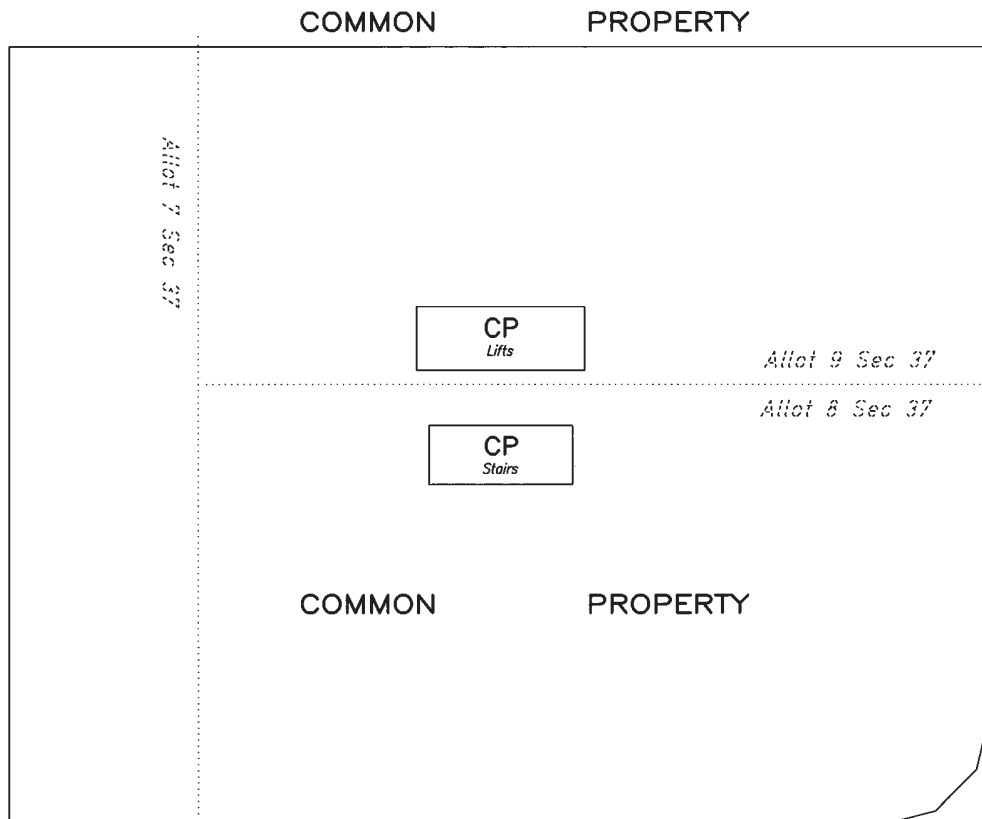 COMMON PROPERTY
Allot 7 Sec 37
CP
Lifts
Allot 9 Sec 37
Allot 8 Sec 37
CP
Stairs
COMMON PROPERTY